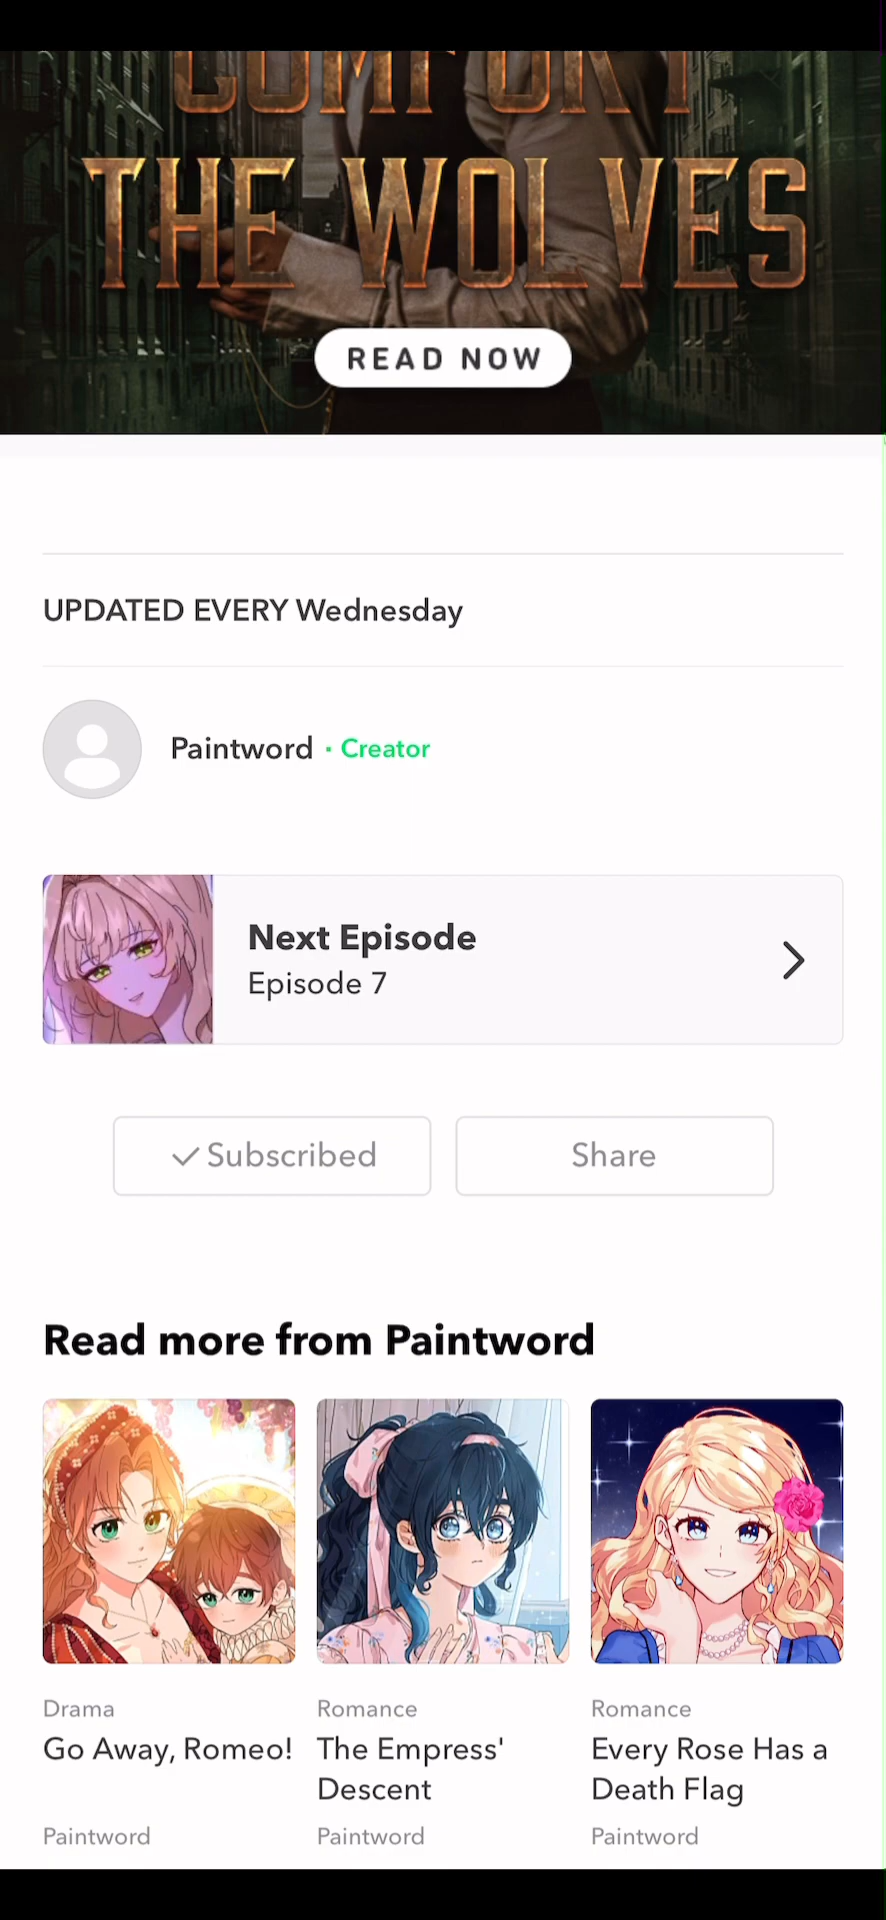 COMFORT
THE WOLVES
READ NOW
UPDATED EVERY Wednesday
Paintword · Creator
Next Episode
Episode 7
Subscribed
Share
Read more from Paintword
Drama
Go Away, Romeo!
Paintword
Romance
The Empress'
Descent
Paintword
Romance
Every Rose Has a
Death Flag
Paintword